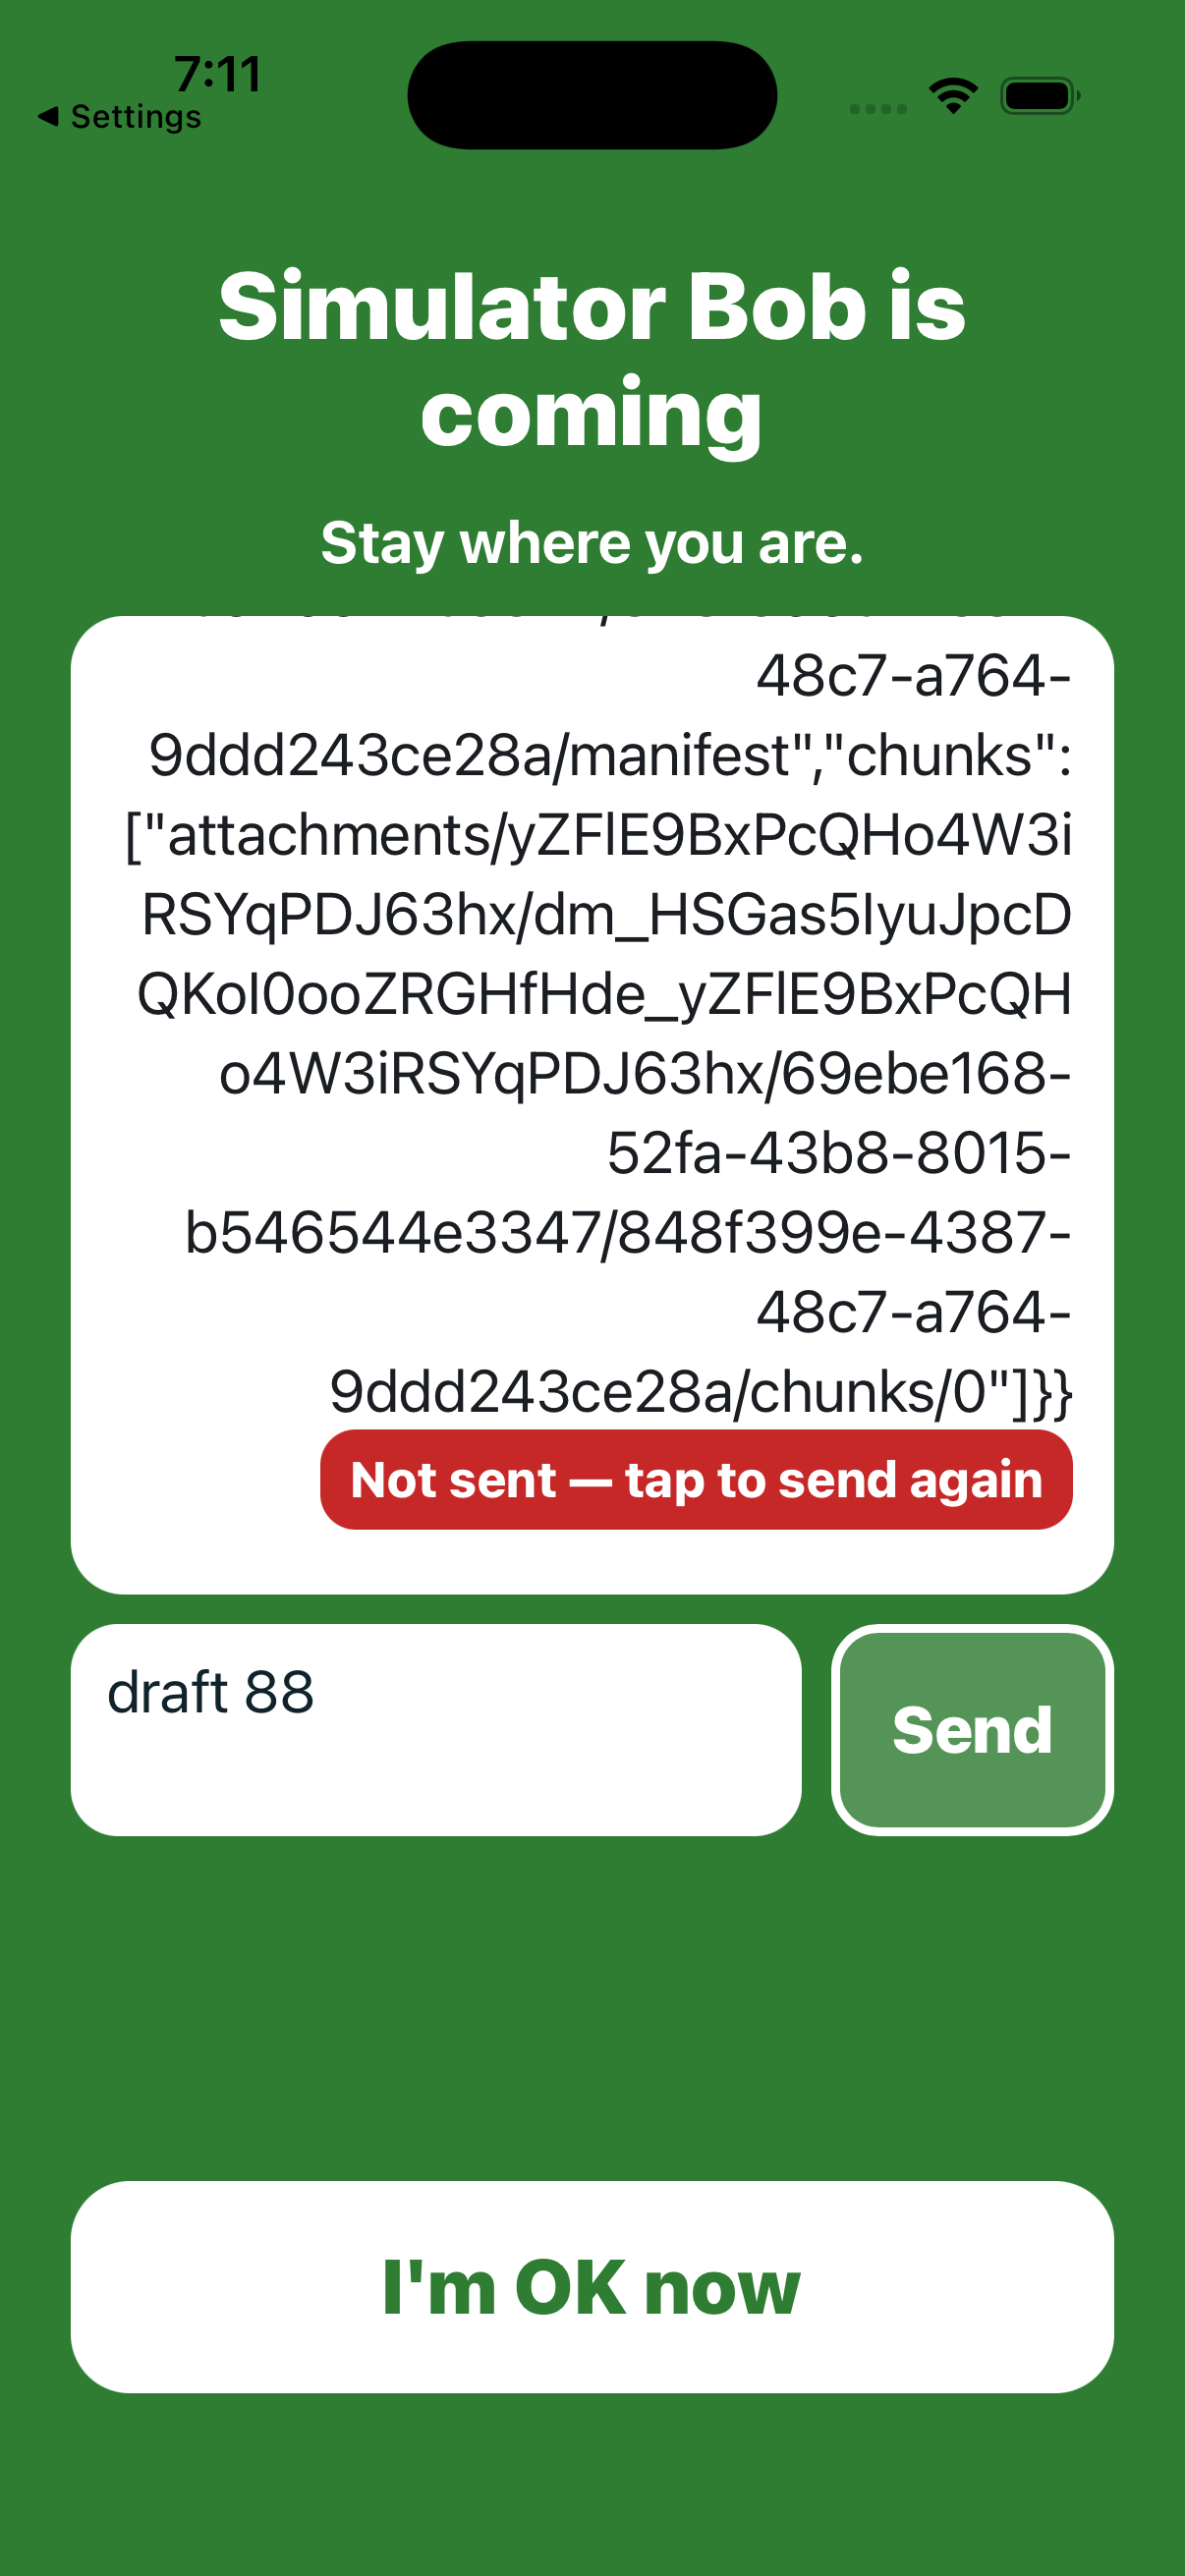 7:11
◀ Settings
Simulator Bob is
coming
Stay where you are.
48c7-a764-
9ddd243ce28a/manifest","chunks":
["attachments/yZFlE9BxPcQHo4W3i
RSYqPDJ63hx/dm_HSGas5IyuJpcD
QKoI0ooZRGHfHde_yZFlE9BxPcQH
o4W3iRSYqPDJ63hx/69ebe168-
52fa-43b8-8015-
b546544e3347/848f399e-4387-
48c7-a764-
9ddd243ce28a/chunks/0"]}}
Not sent — tap to send again
draft 88
Send
I'm OK now